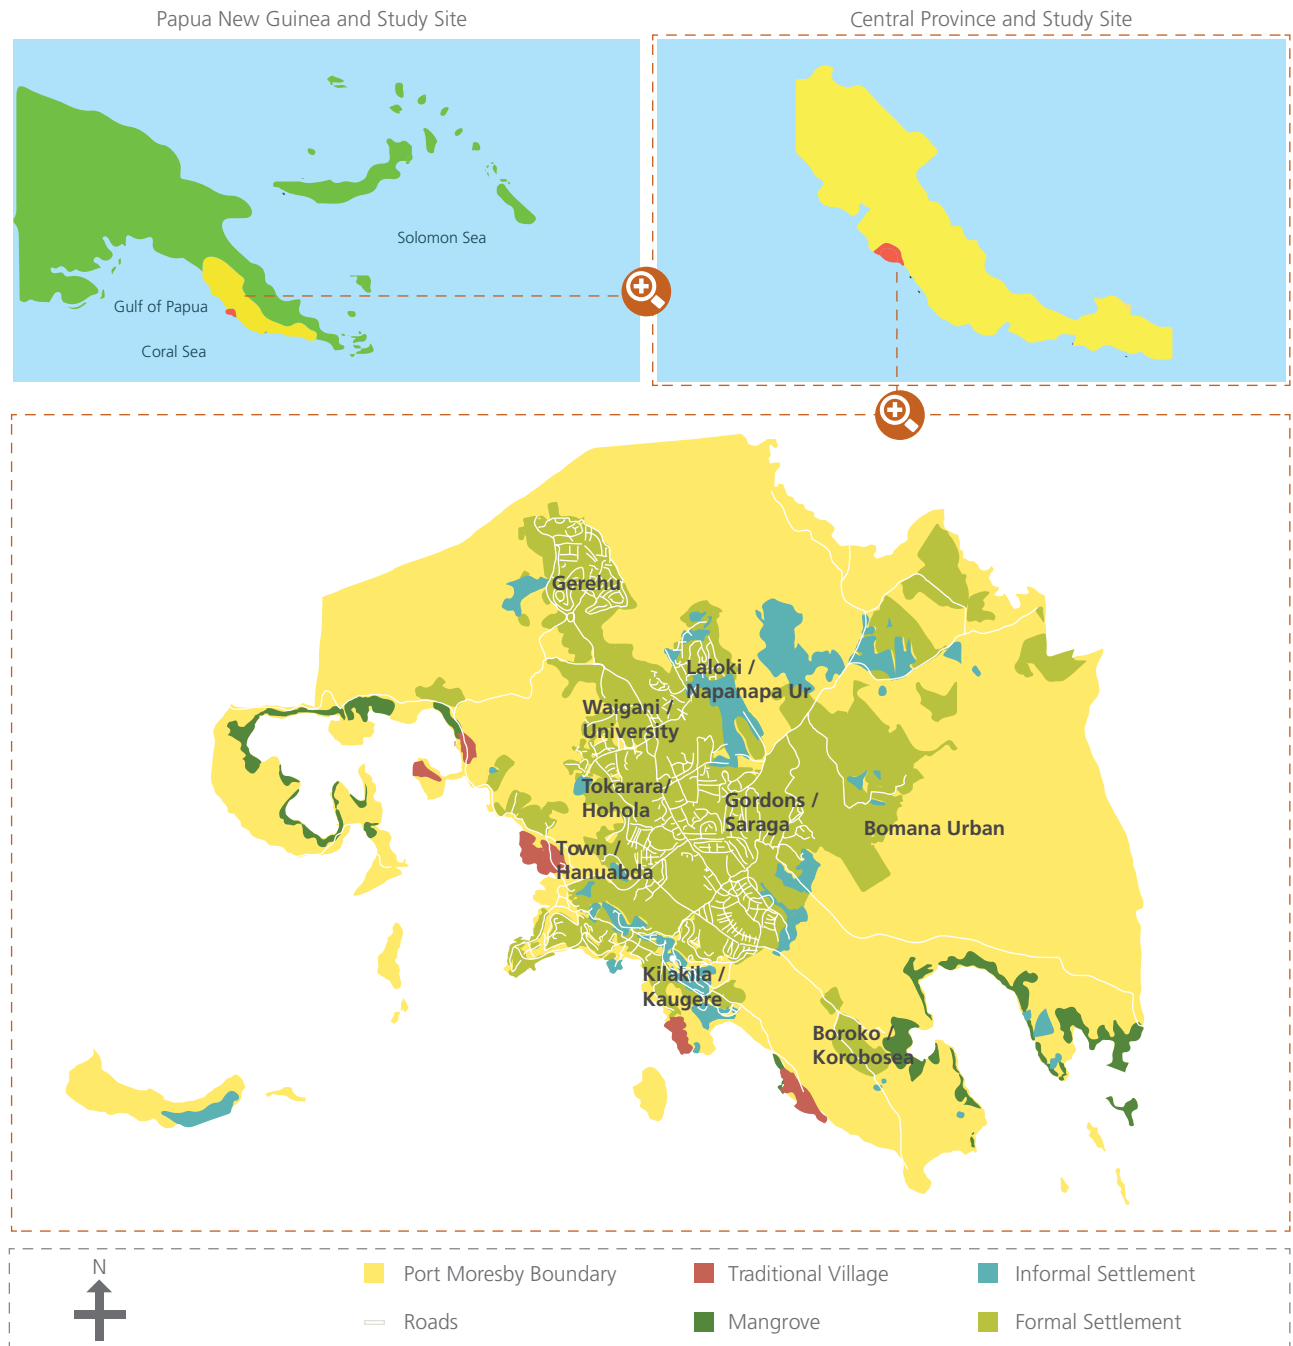 Papua New Guinea and Study Site
Central Province and Study Site
Solomon Sea
Gulf of Papua
Coral Sea
Gerehu
Laloki /
Napanapa Ur
Waigani /
University
Tokarara/
Hohola
Gordons /
Saraga
Bomana Urban
Town /
Hanuabda
Kilakila /
Kaugere
Boroko /
Korobosea
N
Port Moresby Boundary
Traditional Village
Informal Settlement
Roads
Mangrove
Formal Settlement